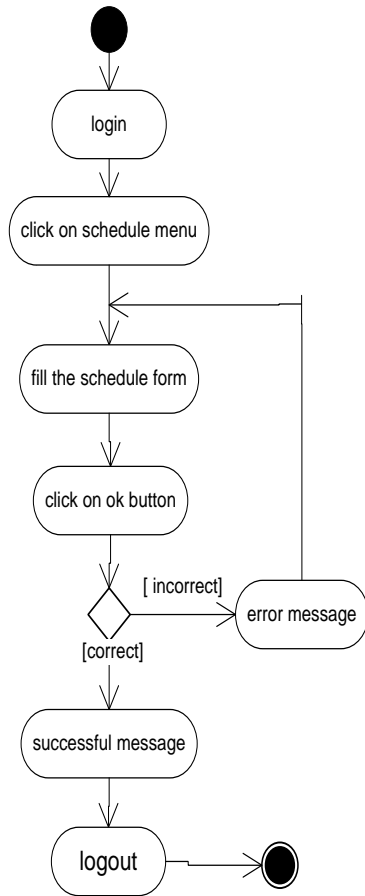 login
click on schedule menu
fill the schedule form
click on ok button
[ incorrect]
error message
[correct]
successful message
logout